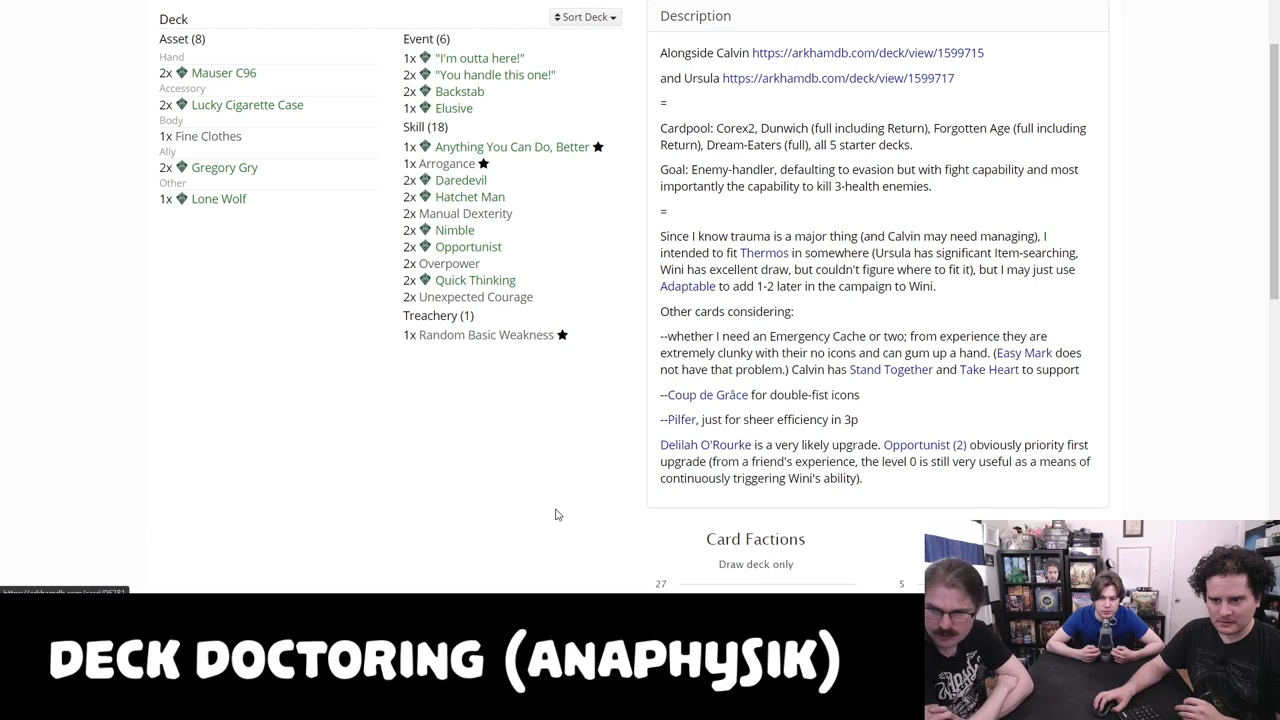 Deck
Sort Deck
Asset (8)
Hand
2x Mauser C96
Accessory
2x Lucky Cigarette Case
Body
1x Fine Clothes
Ally
2x Gregory Gry
Other
1x Lone Wolf
Event (6)
1x "I'm outta here!"
2x "You handle this one!"
2x Backstab
1x Elusive
Skill (18)
1x Anything You Can Do, Better
1x Arrogance
2x Daredevil
2x Hatchet Man
2x Manual Dexterity
2x Nimble
2x Opportunist
2x Overpower
2x Quick Thinking
2x Unexpected Courage
Treachery (1)
1x Random Basic Weakness
Description
Alongside Calvin https://arkhamdb.com/deck/view/1599715
and Ursula https://arkhamdb.com/deck/view/1599717
=
Cardpool: Corex2, Dunwich (full including Return), Forgotten Age (full including
Return), Dream-Eaters (full), all 5 starter decks.
Goal: Enemy-handler, defaulting to evasion but with fight capability and most
importantly the capability to kill 3-health enemies.
=
Since I know trauma is a major thing (and Calvin may need managing), I
intended to fit Thermos in somewhere (Ursula has significant Item-searching,
Wini has excellent draw, but couldn't figure where to fit it), but I may just use
Adaptable to add 1-2 later in the campaign to Wini.
Other cards considering:
--whether I need an Emergency Cache or two; from experience they are
extremely clunky with their no icons and can gum up a hand. (Easy Mark does
not have that problem.) Calvin has Stand Together and Take Heart to support
--Coup de Grâce for double-fist icons
--Pilfer, just for sheer efficiency in 3p
Delilah O'Rourke is a very likely upgrade. Opportunist (2) obviously priority first
upgrade (from a friend's experience, the level 0 is still very useful as a means of
continuously triggering Wini's ability).
Card Factions
Draw deck only
27
5
DECK DOCTORING (ANAPHYSIK)